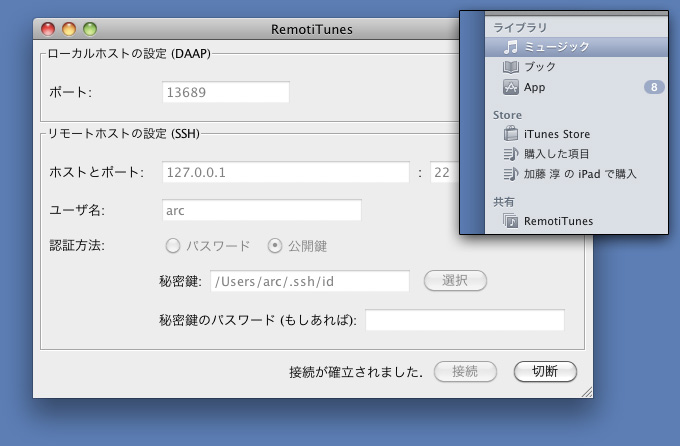 RemotiTunes
ローカルホストの設定 (DAAP)
ポート: 13689
リモートホストの設定 (SSH)
ホストとポート: 127.0.0.1 : 22
ユーザ名: arc
認証方法: パスワード 公開鍵
秘密鍵: /Users/arc/.ssh/id 選択
秘密鍵のパスワード (もしあれば):
接続が確立されました. 接続 切断
ライブラリ
ミュージック
ブック
App 8
Store
iTunes Store
購入した項目
加藤 淳 の iPad で購入
共有
RemotiTunes